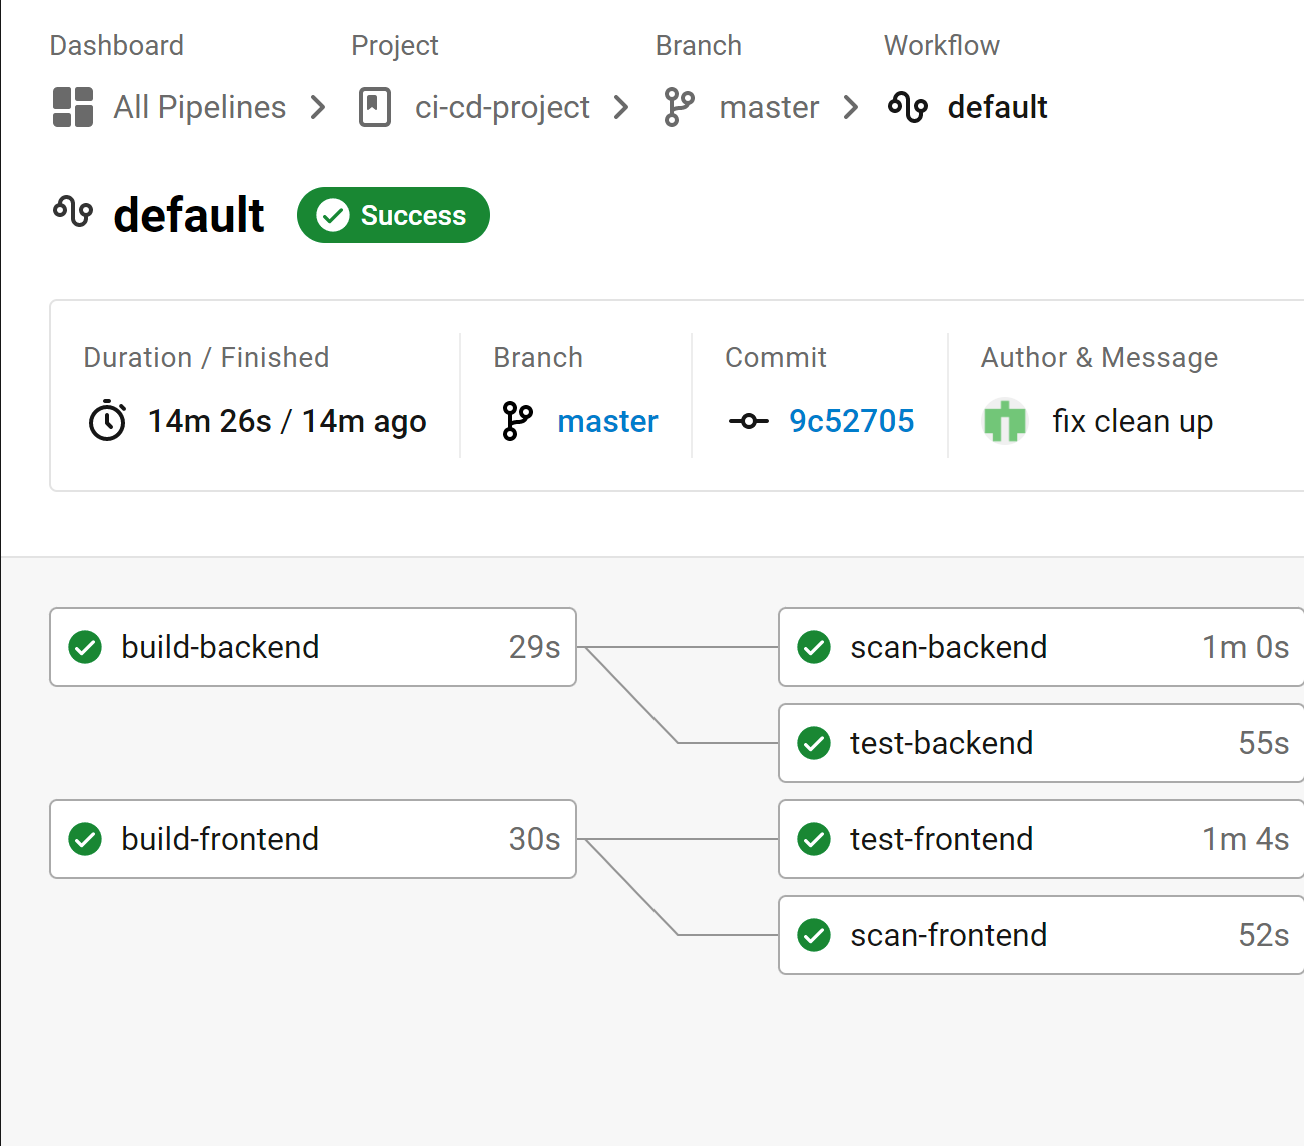 Dashboard Project Branch Workflow
All Pipelines ci-cd-project master default
default Success
Duration / Finished Branch Commit Author & Message
14m 26s / 14m ago master 9c52705 fix clean up
build-backend 29s scan-backend 1m 0s
test-backend 55s
build-frontend 30s test-frontend 1m 4s
scan-frontend 52s